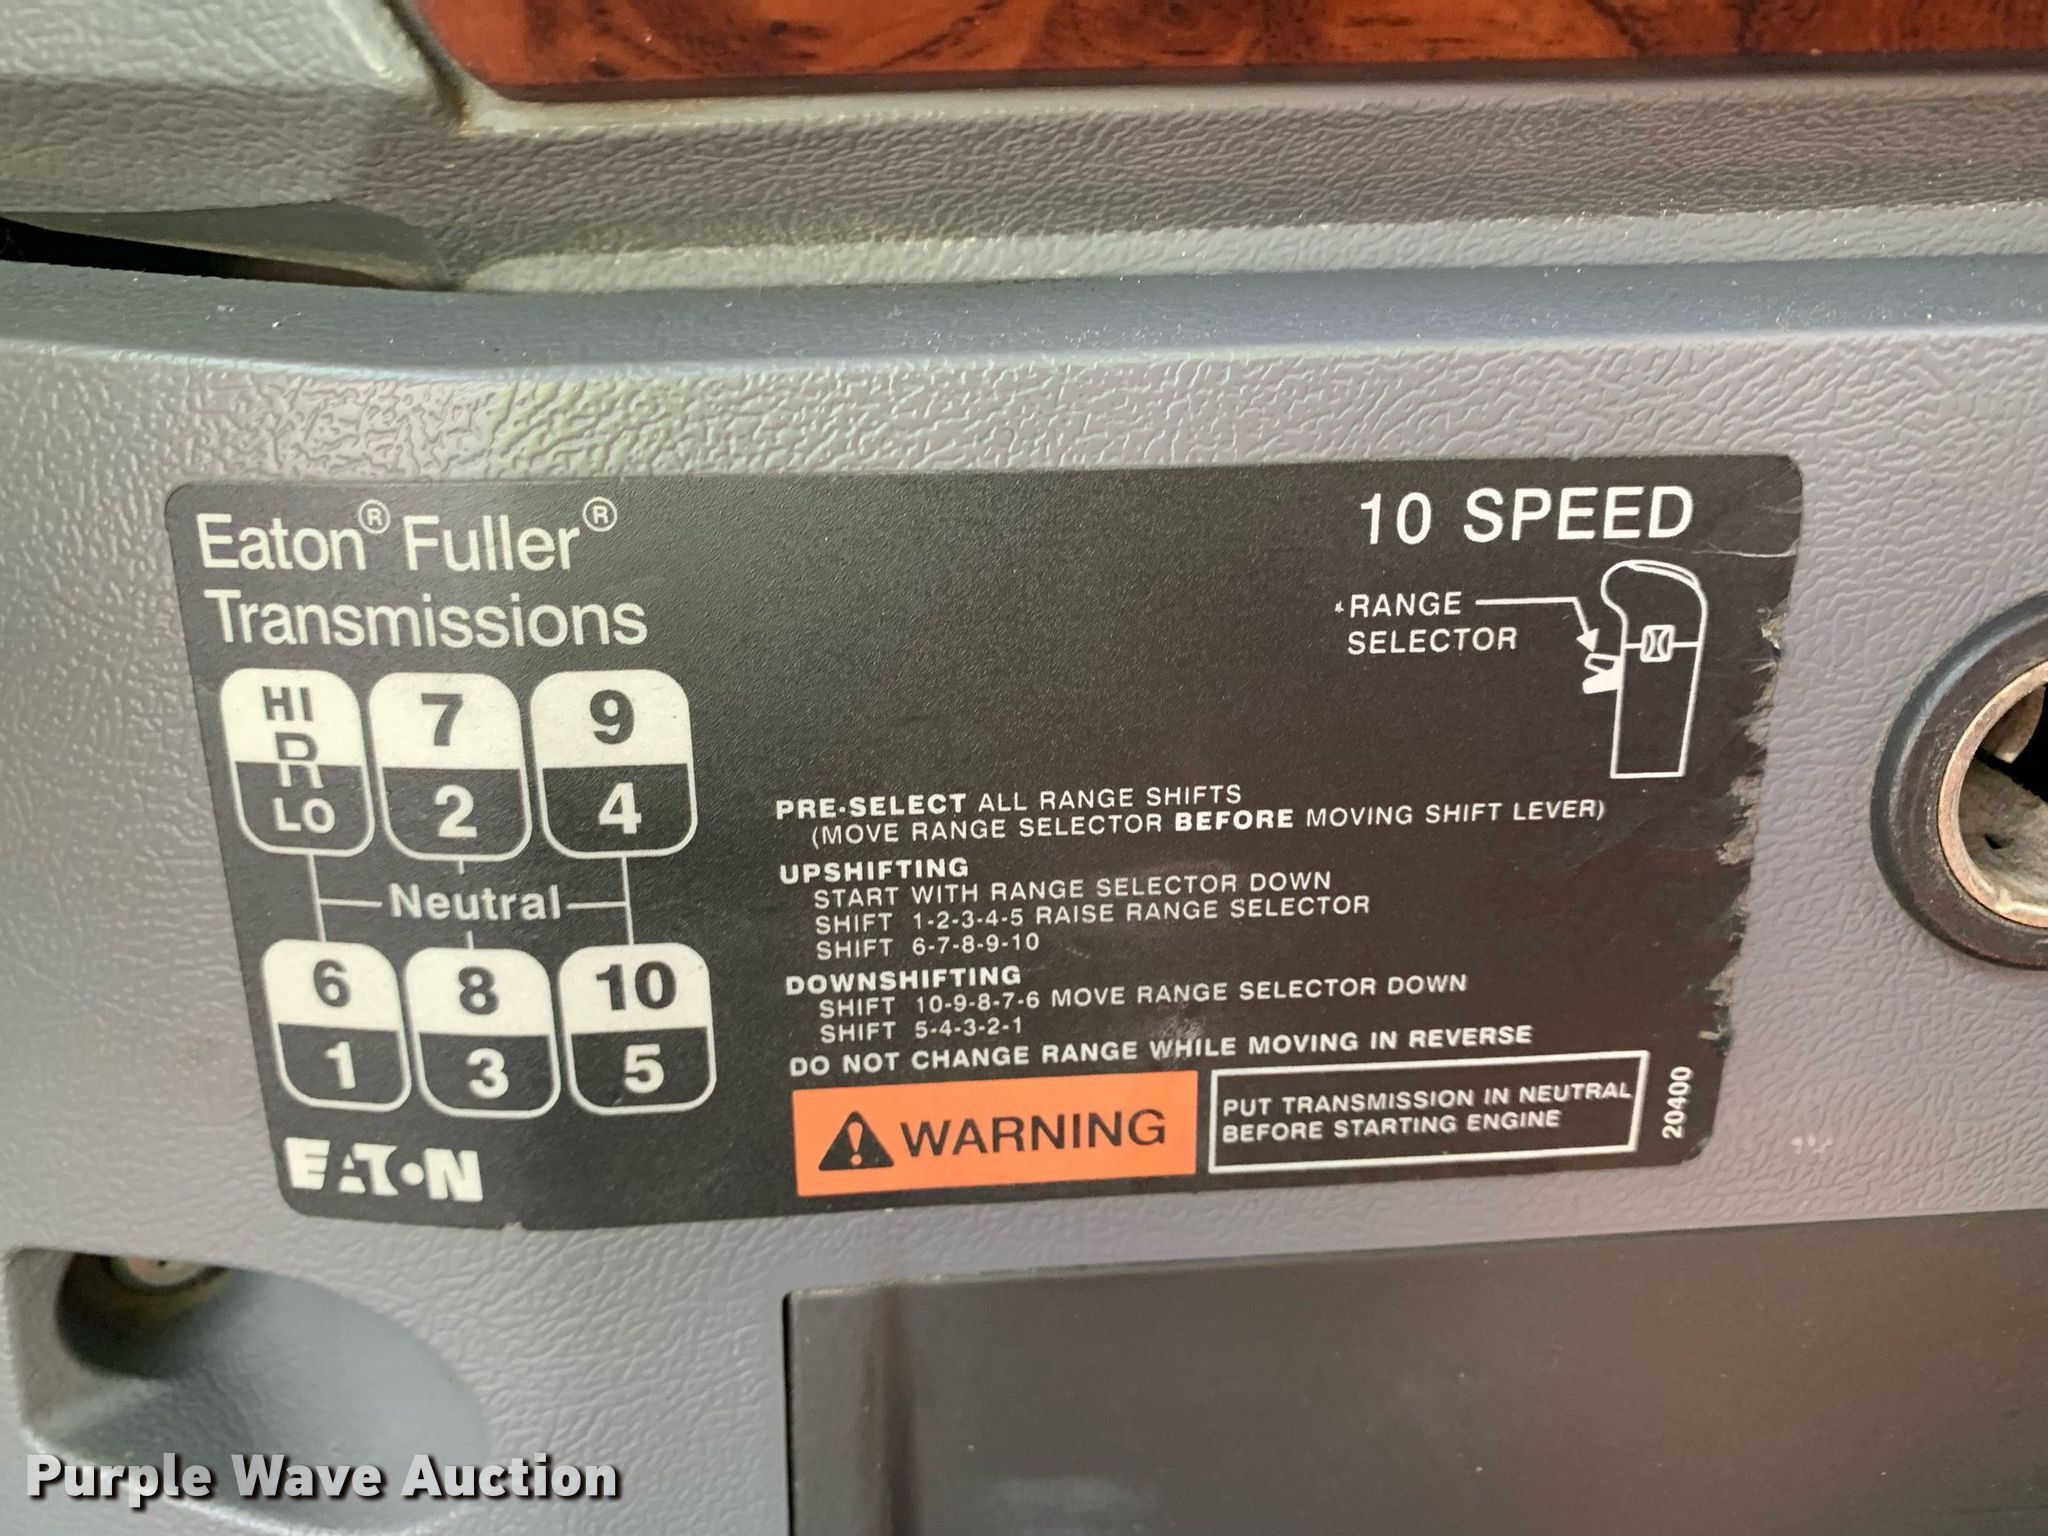 Eaton® Fuller®
Transmissions
10 SPEED
RANGE
SELECTOR
HI
R
LO
7
2
9
4
Neutral
6
1
8
3
10
5
EATON
PRE-SELECT ALL RANGE SHIFTS
(MOVE RANGE SELECTOR BEFORE MOVING SHIFT LEVER)
UPSHIFTING
START WITH RANGE SELECTOR DOWN
SHIFT 1-2-3-4-5 RAISE RANGE SELECTOR
SHIFT 6-7-8-9-10
DOWNSHIFTING
SHIFT 10-9-8-7-6 MOVE RANGE SELECTOR DOWN
SHIFT 5-4-3-2-1
DO NOT CHANGE RANGE WHILE MOVING IN REVERSE
WARNING
PUT TRANSMISSION IN NEUTRAL
BEFORE STARTING ENGINE
20400
Purple Wave Auction